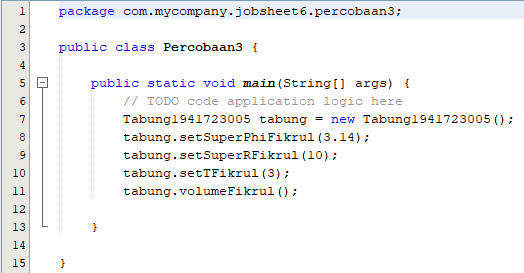 1 package com.mycompany.jobsheet6.percobaan3;
2
3 public class Percobaan3 {
4
5 public static void main(String[] args) {
6 // TODO code application logic here
7 Tabung1941723005 tabung = new Tabung1941723005();
8 tabung.setSuperPhiFikrul(3.14);
9 tabung.setSuperRFikrul(10);
10 tabung.setTFikrul(3);
11 tabung.volumeFikrul();
12
13 }
14
15 }